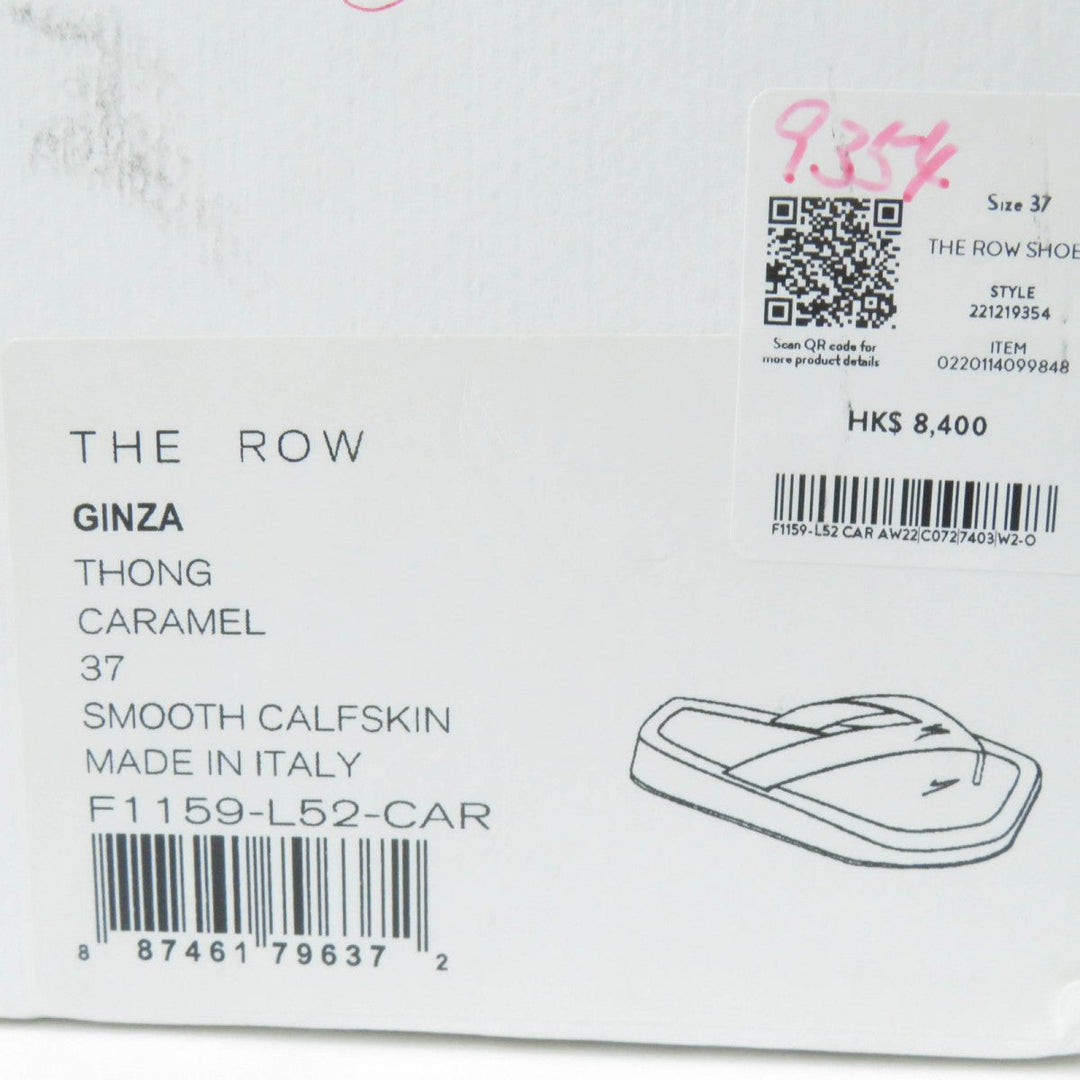 9354
Size 37
THE ROW SHOE
STYLE
221219354
Scan QR code for
more product details
ITEM
0220114099848
HK$ 8,400
F1159-L52 CAR AW22|C072|7403|W2-O
THE ROW
GINZA
THONG
CARAMEL
37
SMOOTH CALFSKIN
MADE IN ITALY
F1159-L52-CAR
8 87461 79637 2